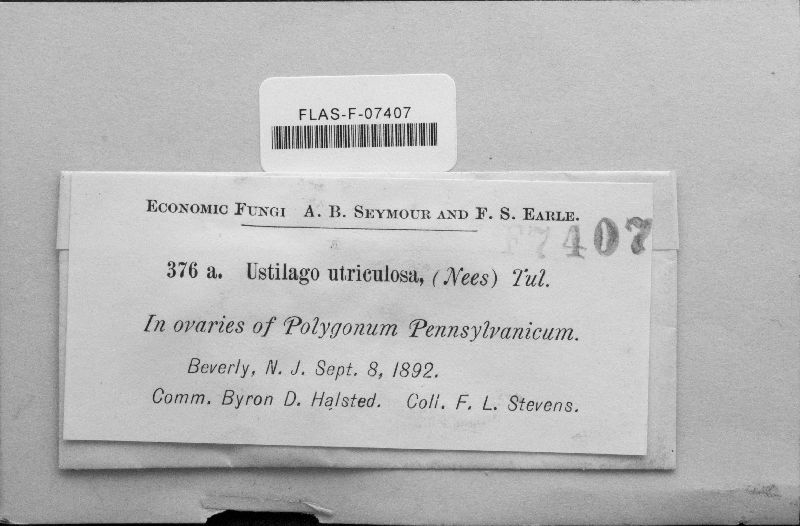 FLAS-F-07407
ECONOMIC FUNGI A. B. SEYMOUR AND F. S. EARLE.
F7407
376 a. Ustilago utriculosa, (Nees) Tul.
In ovaries of Polygonum Pennsylvanicum.
Beverly, N. J. Sept. 8, 1892.
Comm. Byron D. Halsted. Coll. F. L. Stevens.